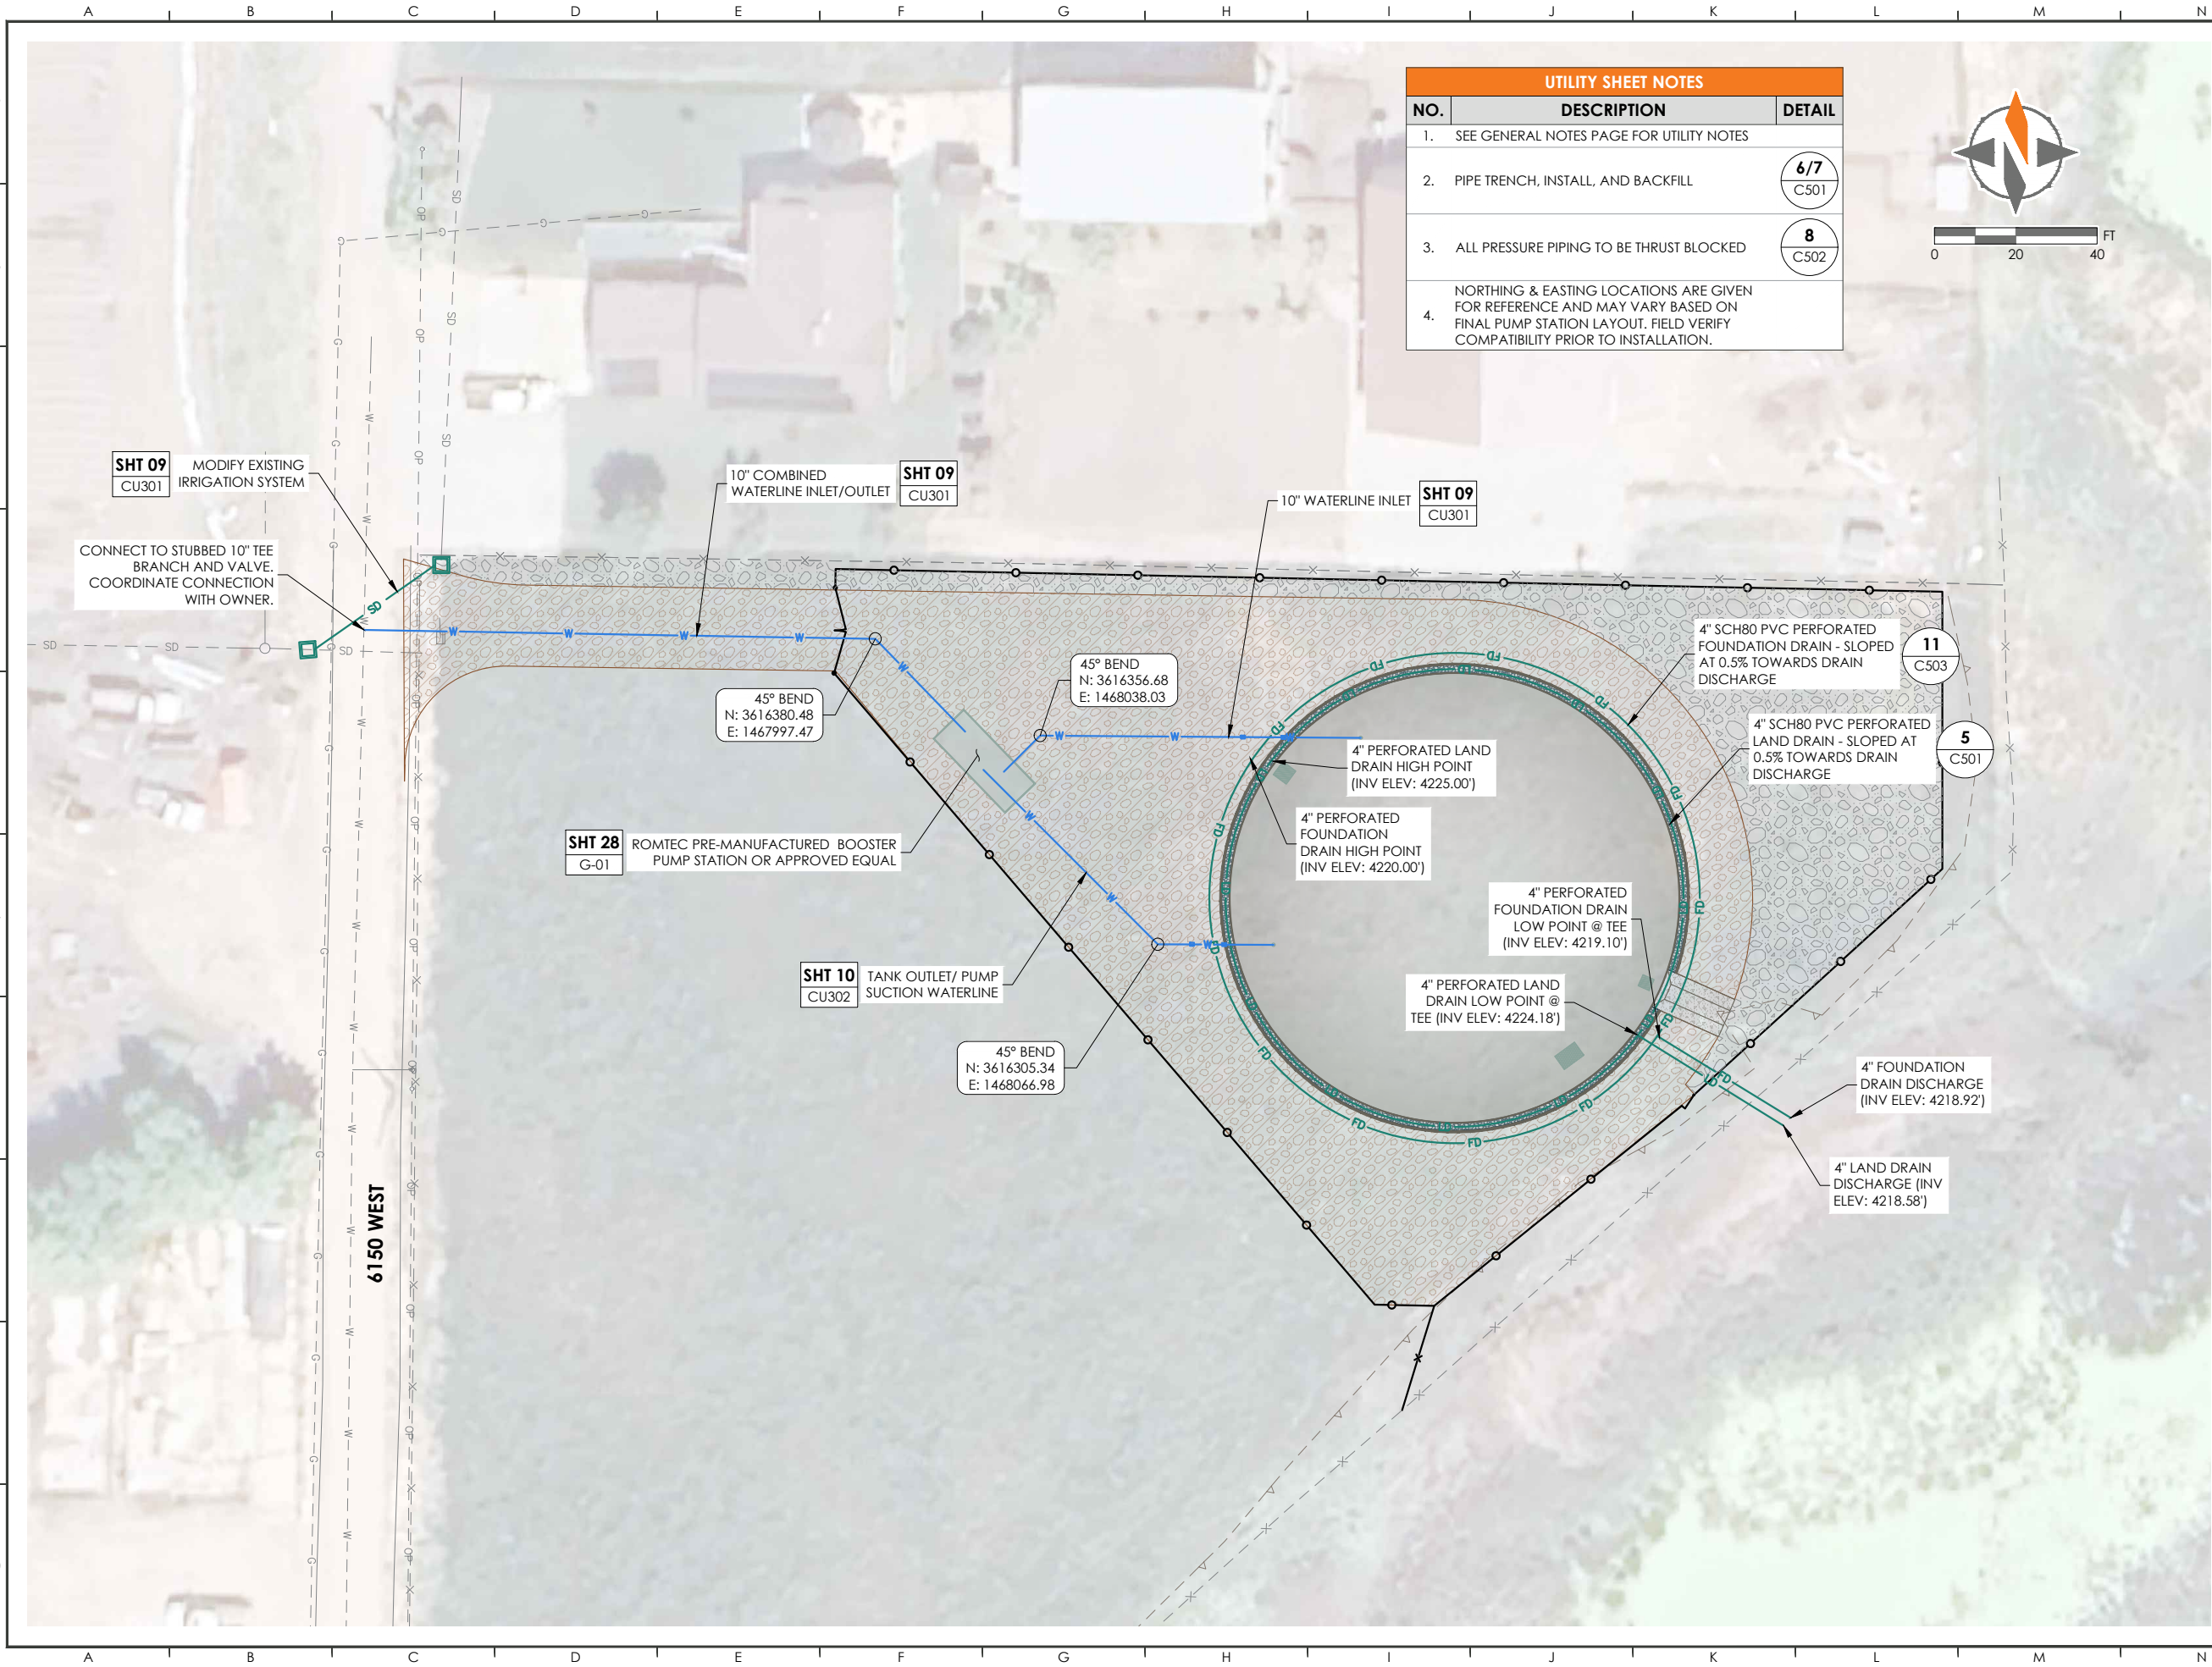 A B C D E F G H I J K L M N
UTILITY SHEET NOTES
NO. DESCRIPTION DETAIL
1. SEE GENERAL NOTES PAGE FOR UTILITY NOTES
2. PIPE TRENCH, INSTALL, AND BACKFILL 6/7 C501
3. ALL PRESSURE PIPING TO BE THRUST BLOCKED 8 C502
4. NORTHING & EASTING LOCATIONS ARE GIVEN
FOR REFERENCE AND MAY VARY BASED ON
FINAL PUMP STATION LAYOUT. FIELD VERIFY
COMPATIBILITY PRIOR TO INSTALLATION.
N
FT
0 20 40
SHT 09
CU301
MODIFY EXISTING
IRRIGATION SYSTEM
CONNECT TO STUBBED 10" TEE
BRANCH AND VALVE.
COORDINATE CONNECTION
WITH OWNER.
10" COMBINED
WATERLINE INLET/OUTLET
SHT 09
CU301
10" WATERLINE INLET
SHT 09
CU301
4" SCH80 PVC PERFORATED
FOUNDATION DRAIN - SLOPED
AT 0.5% TOWARDS DRAIN
DISCHARGE
11
C503
4" SCH80 PVC PERFORATED
LAND DRAIN - SLOPED AT
0.5% TOWARDS DRAIN
DISCHARGE
5
C501
45° BEND
N: 3616356.68
E: 1468038.03
45° BEND
N: 3616380.48
E: 1467997.47
4" PERFORATED LAND
DRAIN HIGH POINT
(INV ELEV: 4225.00')
4" PERFORATED
FOUNDATION
DRAIN HIGH POINT
(INV ELEV: 4220.00')
SHT 28
G-01
ROMTEC PRE-MANUFACTURED BOOSTER
PUMP STATION OR APPROVED EQUAL
4" PERFORATED
FOUNDATION DRAIN
LOW POINT @ TEE
(INV ELEV: 4219.10')
SHT 10
CU302
TANK OUTLET/ PUMP
SUCTION WATERLINE
4" PERFORATED LAND
DRAIN LOW POINT @
TEE (INV ELEV: 4224.18')
45° BEND
N: 3616305.34
E: 1468066.98
4" FOUNDATION
DRAIN DISCHARGE
(INV ELEV: 4218.92')
4" LAND DRAIN
DISCHARGE (INV
ELEV: 4218.58')
6150 WEST
SD SD SD SD
W W W W
FD FD FD FD
A B C D E F G H I J K L M N